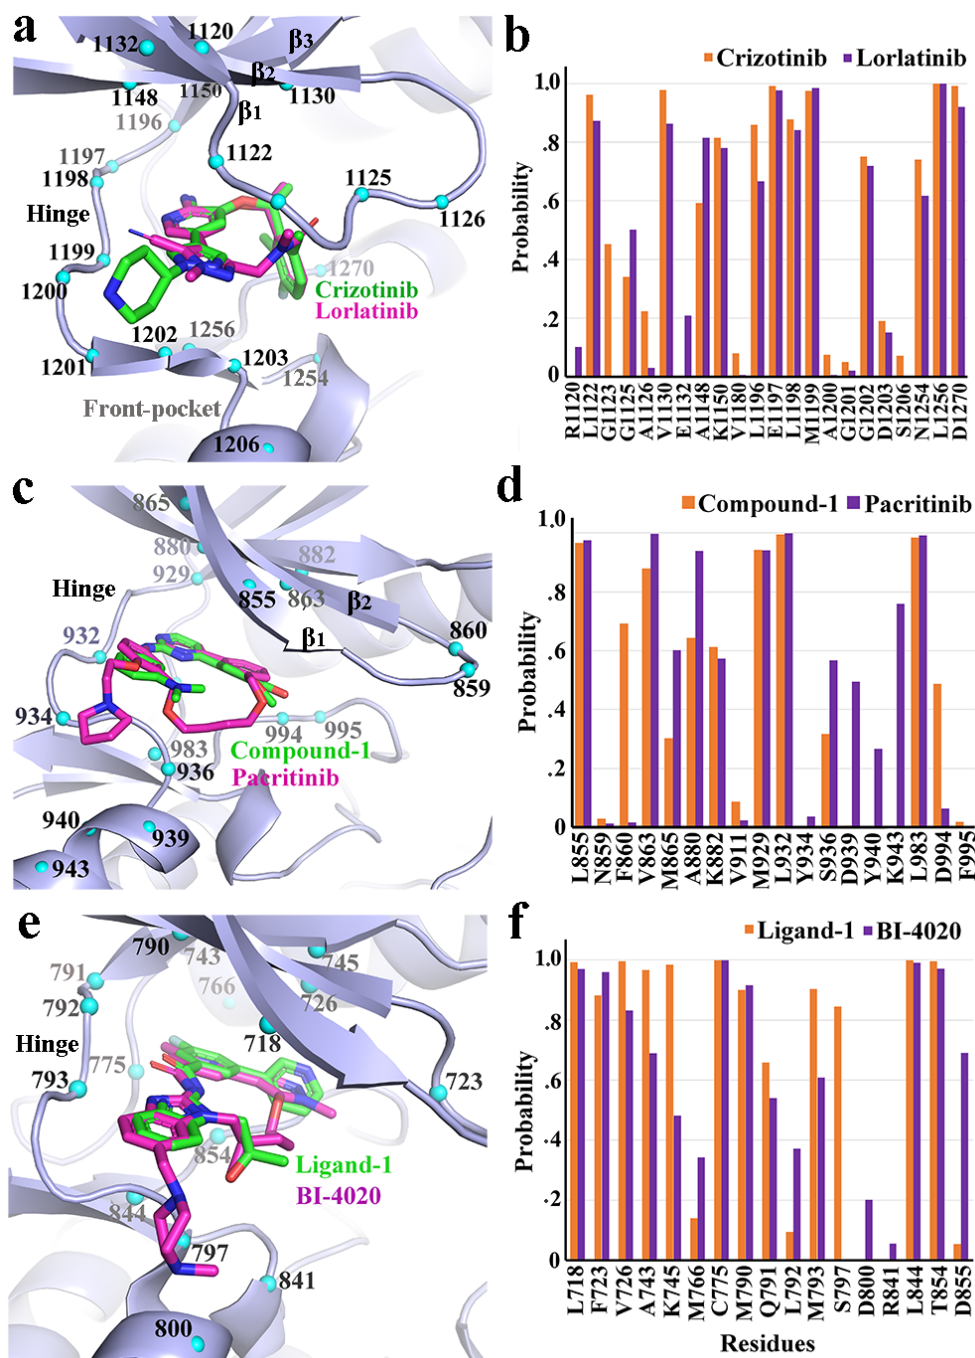 a
1132
1120
β3
β2
1148
1150
1130
1196
β1
1122
1197
1198
1125
1126
Hinge
1199
1200
1270
Crizotinib
Lorlatinib
1202
1256
1201
1203
1254
Front-pocket
1206
b
Crizotinib Lorlatinib
Probability
1.0
.8
.6
.4
.2
0
R1120
L1122
G1123
G1125
A1126
V1130
E1132
A1148
K1150
V1180
L1196
E1197
L1198
M1199
A1200
G1201
G1202
D1203
S1206
N1254
L1256
D1270
c
865
880
882
929
Hinge
855
863
β2
β1
932
860
859
934
994
995
983
Compound-1
936
Pacritinib
940
939
943
d
Compound-1 Pacritinib
Probability
1.0
.8
.6
.4
.2
0
L855
N859
F860
V863
M865
A880
K882
V911
M929
L932
Y934
S936
D939
Y940
K943
L983
D994
F995
e
790
743
745
791
766
726
792
718
Hinge
775
793
723
854
Ligand-1
BI-4020
844
797
841
800
f
Ligand-1 BI-4020
Probability
1.0
.8
.6
.4
.2
0
L718
F723
V726
A743
K745
M766
C775
M790
Q791
L792
M793
S797
D800
R841
L844
T854
D855
Residues